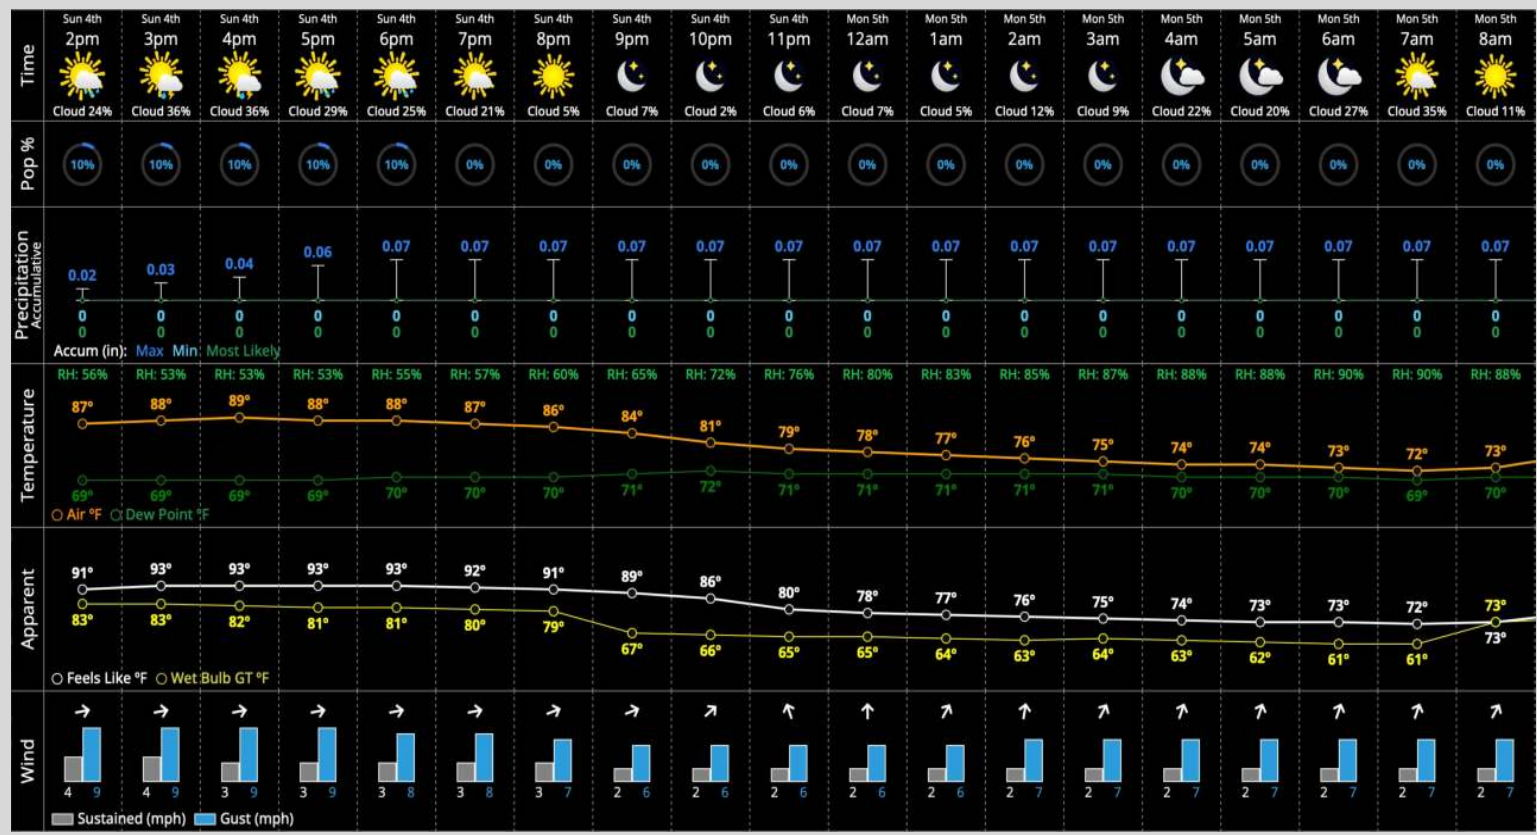 Sun 4th Sun 4th Sun 4th Sun 4th Sun 4th Sun 4th Sun 4th Sun 4th Sun 4th Sun 4th Mon 5th Mon 5th Mon 5th Mon 5th Mon 5th Mon 5th Mon 5th Mon 5th Mon 5th
Time
2pm 3pm 4pm 5pm 6pm 7pm 8pm 9pm 10pm 11pm 12am 1am 2am 3am 4am 5am 6am 7am 8am
Cloud 24% Cloud 36% Cloud 36% Cloud 29% Cloud 25% Cloud 21% Cloud 5% Cloud 7% Cloud 2% Cloud 6% Cloud 7% Cloud 5% Cloud 12% Cloud 9% Cloud 22% Cloud 20% Cloud 27% Cloud 35% Cloud 11%
Pop %
10% 10% 10% 10% 10% 0% 0% 0% 0% 0% 0% 0% 0% 0% 0% 0% 0% 0% 0%
Precipitation
Accumulative
0.02 0.03 0.04 0.06 0.07 0.07 0.07 0.07 0.07 0.07 0.07 0.07 0.07 0.07 0.07 0.07 0.07 0.07 0.07
0 0 0 0 0 0 0 0 0 0 0 0 0 0 0 0 0 0 0
0 0 0 0 0 0 0 0 0 0 0 0 0 0 0 0 0 0 0
Accum (in): Max Min Most Likely
Temperature
RH: 56% RH: 53% RH: 53% RH: 53% RH: 55% RH: 57% RH: 60% RH: 65% RH: 72% RH: 76% RH: 80% RH: 83% RH: 85% RH: 87% RH: 88% RH: 88% RH: 90% RH: 90% RH: 88%
87° 88° 89° 88° 88° 87° 86° 84° 81° 79° 78° 77° 76° 75° 74° 74° 73° 72° 73°
69° 69° 69° 69° 70° 70° 70° 71° 72° 71° 71° 71° 71° 71° 70° 70° 70° 69° 70°
Air ºF Dew Point ºF
Apparent
91° 93° 93° 93° 93° 92° 91° 89° 86° 80° 78° 77° 76° 75° 74° 73° 73° 72° 73°
83° 83° 82° 81° 81° 80° 79° 67° 66° 65° 65° 64° 63° 64° 63° 62° 61° 61° 73°
Feels Like ºF Wet Bulb GT ºF
Wind
4 9 4 9 3 9 3 9 3 8 3 8 3 7 2 6 2 6 2 6 2 6 2 6 2 7 2 7 2 7 2 7 2 7 2 7 2 7
Sustained (mph) Gust (mph)